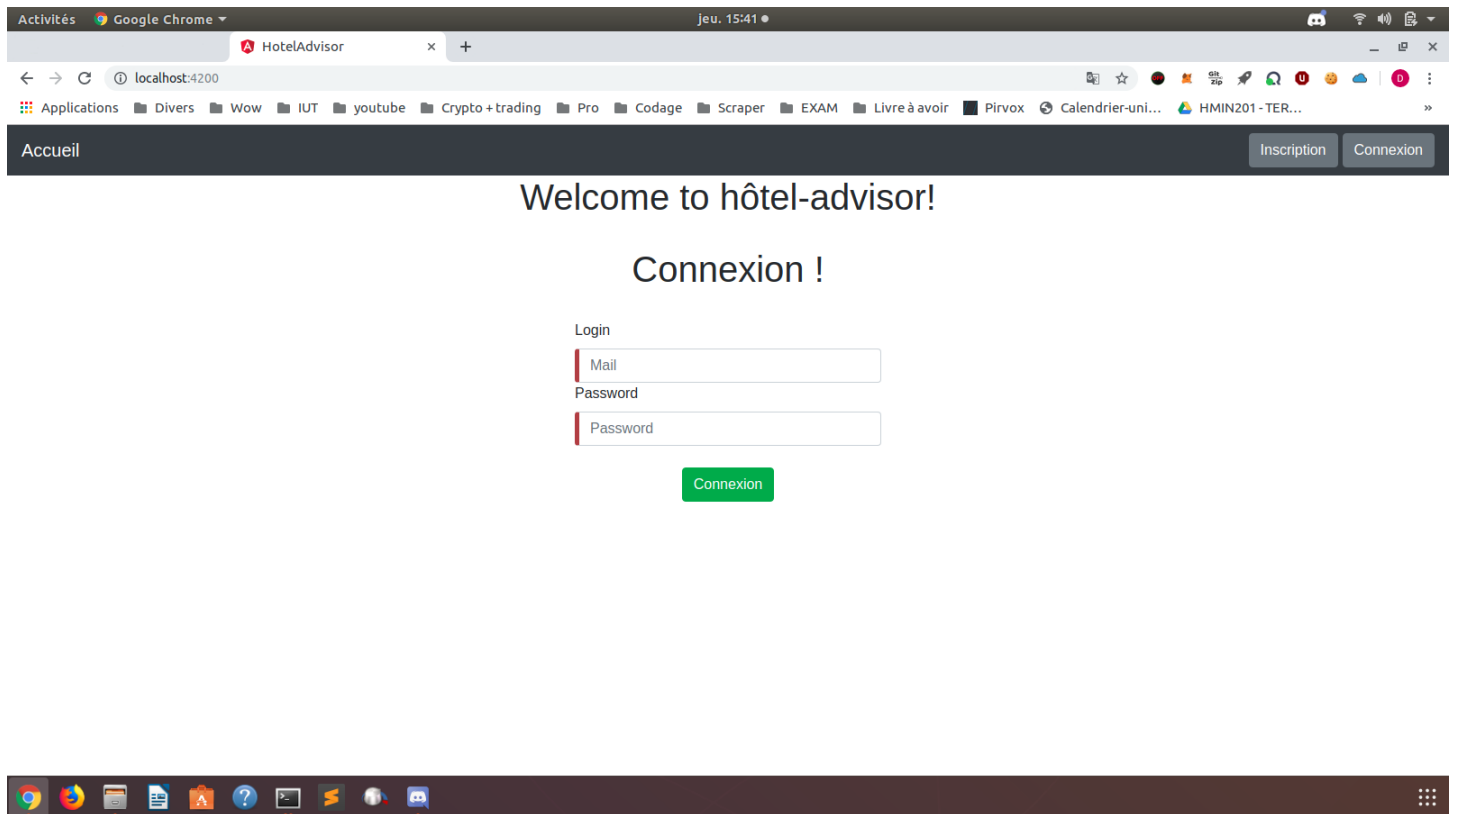 Activités Google Chrome jeu. 15:41
HotelAdvisor × +
localhost:4200
Applications Divers Wow IUT youtube Crypto+trading Pro Codage Scraper EXAM Livre à avoir Pirvox Calendrier-uni... HMIN201 - TER... »
Accueil Inscription Connexion
Welcome to hôtel-advisor!
Connexion !
Login
Mail
Password
Password
Connexion